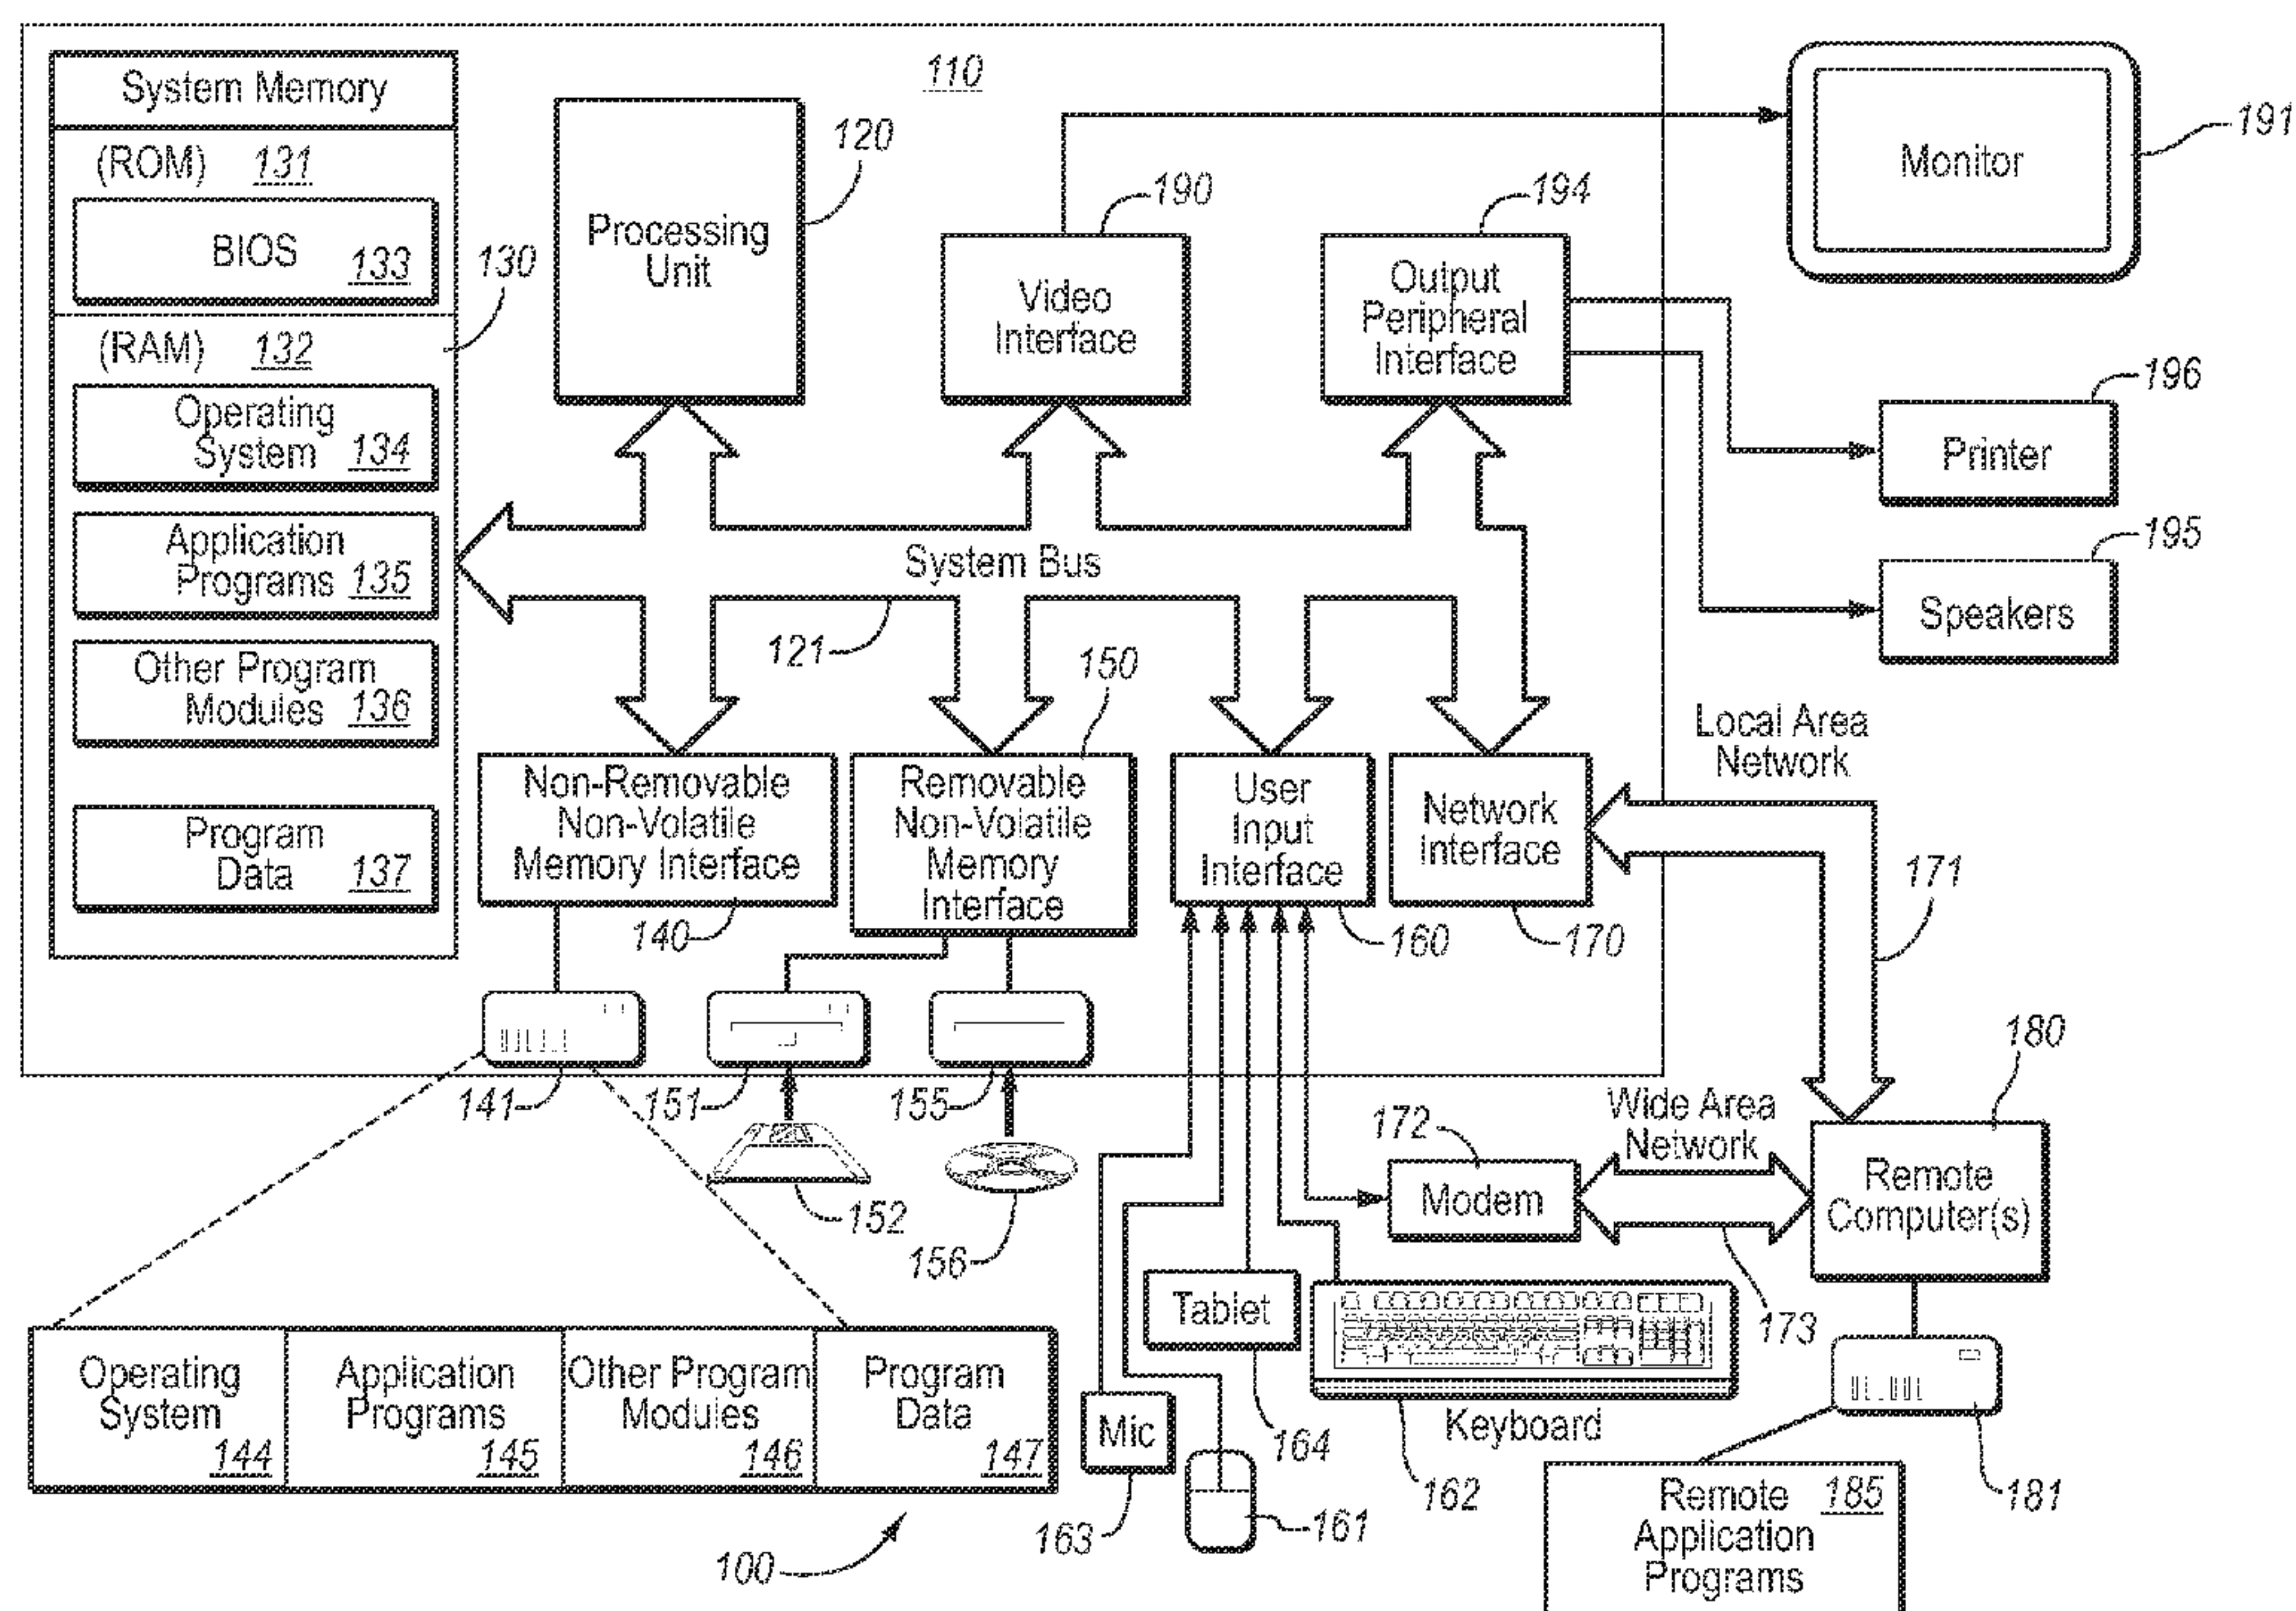 System Memory
(ROM) 131
BIOS 133
130
(RAM) 132
Operating
System 134
Application
Programs 135
Other Program
Modules 136
Program
Data 137
110
Processing
Unit
120
Video
Interface
190
Output
Peripheral
Interface
194
Monitor
191
Printer
196
Speakers
195
System Bus
121
Non-Removable
Non-Volatile
Memory Interface
140
Removable
Non-Volatile
Memory
Interface
150
User
Input
Interface
160
Network
Interface
170
Local Area
Network
171
141
151
155
152
156
172
Modem
Wide Area
Network
173
180
Remote
Computer(s)
Tablet
164
Keyboard
162
Mic
163
161
181
Remote 185
Application
Programs
Operating
System
144
Application
Programs
145
Other Program
Modules
146
Program
Data
147
100